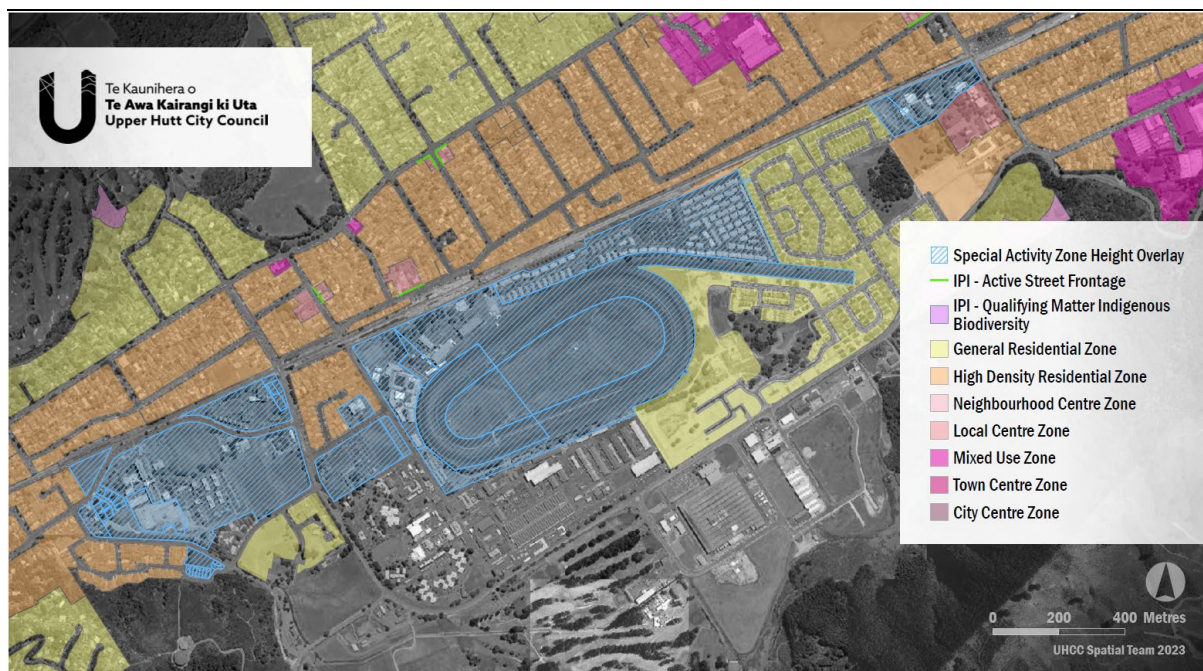 Te Kaunihera o
Te Awa Kairangi ki Uta
Upper Hutt City Council
Special Activity Zone Height Overlay
IPI - Active Street Frontage
IPI - Qualifying Matter Indigenous
Biodiversity
General Residential Zone
High Density Residential Zone
Neighbourhood Centre Zone
Local Centre Zone
Mixed Use Zone
Town Centre Zone
City Centre Zone
0 200 400 Metres
UHCC Spatial Team 2023